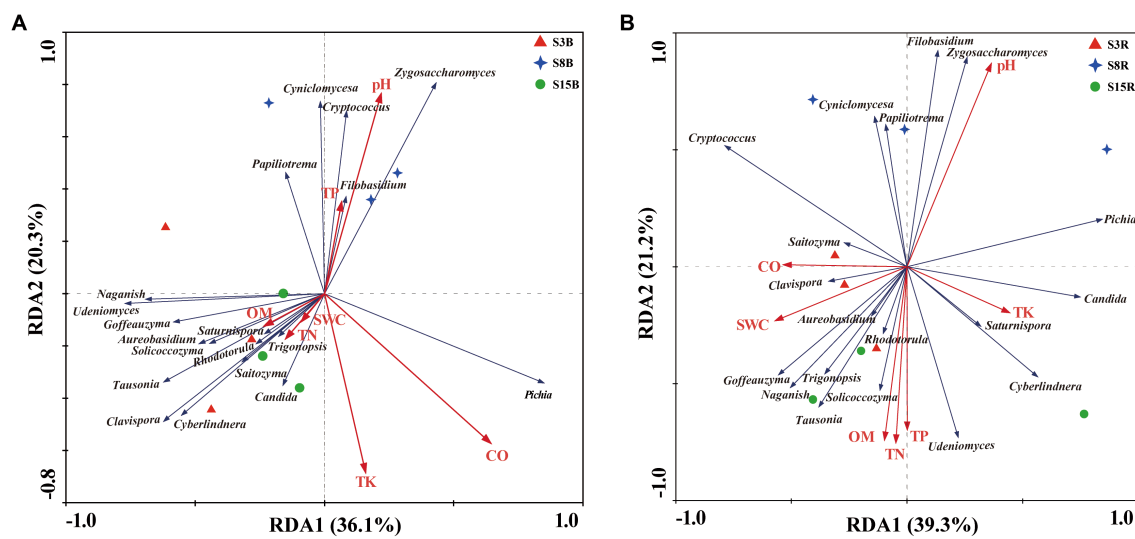 A
1.0
S3B
S8B
S15B
Zygosaccharomyces
pH
Cyniclomycesa
Cryptococcus
Papiliotrema
TP
Filobasidium
Naganish
Udeniomyces
Goffeauzyma
OM
SWC
Saturnispora
TN
Aureobasidium
Solicoccozyma
Rhodotorula
Trigonopsis
Saitozyma
Tausonia
Candida
Pichia
Clavispora
Cyberlindnera
CO
TK
-0.8
-1.0
1.0
RDA1 (36.1%)
RDA2 (20.3%)
B
1.0
S3R
S8R
S15R
Filobasidium
Zygosaccharomyces
pH
Cyniclomycesa
Papiliotrema
Cryptococcus
Pichia
Saitozyma
CO
Clavispora
Candida
TK
SWC
Aureobasidium
Saturnispora
Rhodotorula
Goffeauzyma
Trigonopsis
Cyberlindnera
Naganish
Solicoccozyma
Tausonia
OM
TP
TN
Udeniomyces
-1.0
-1.0
1.0
RDA1 (39.3%)
RDA2 (21.2%)